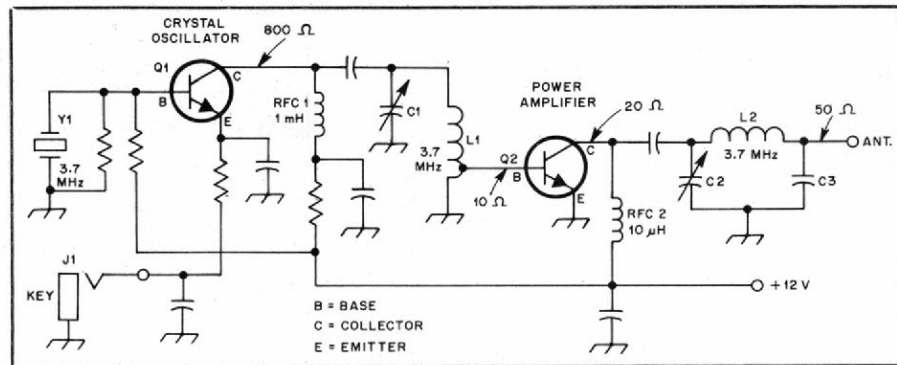 CRYSTAL
OSCILLATOR
800 Ω
Q1
C
B
E
RFC 1
1 mH
C1
Y1
3.7
MHz
L1
3.7
MHz
POWER
AMPLIFIER
20 Ω
Q2
C
B
E
10 Ω
L2
3.7 MHz
50 Ω
ANT.
C2
C3
RFC 2
10 μH
J1
KEY
+12 V
B = BASE
C = COLLECTOR
E = EMITTER